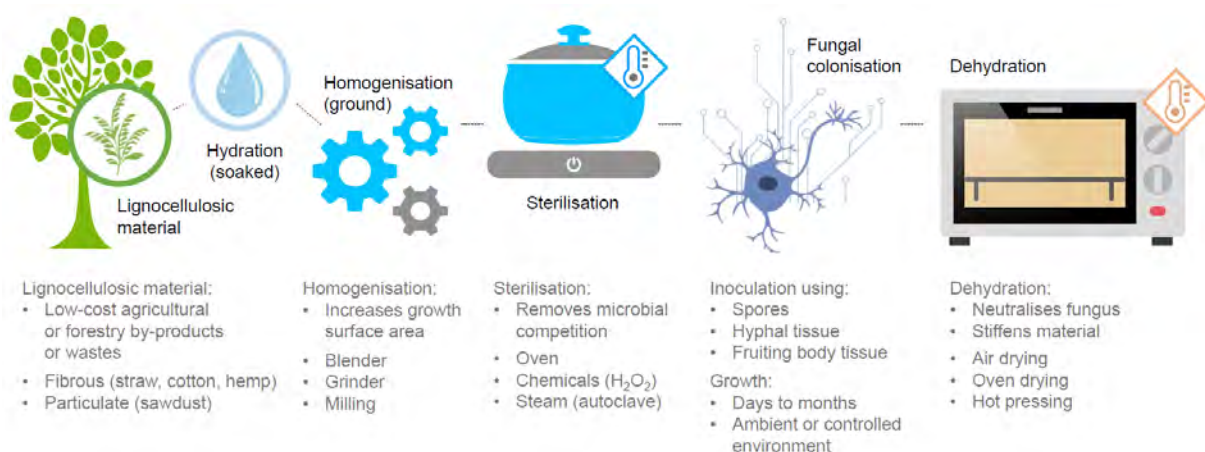 Lignocellulosic
material
Hydration
(soaked)
Homogenisation
(ground)
Sterilisation
Fungal
colonisation
Dehydration
Lignocellulosic material:
• Low-cost agricultural
or forestry by-products
or wastes
• Fibrous (straw, cotton, hemp)
• Particulate (sawdust)
Homogenisation:
• Increases growth
surface area
• Blender
• Grinder
• Milling
Sterilisation:
• Removes microbial
competition
• Oven
• Chemicals (H₂O₂)
• Steam (autoclave)
Inoculation using:
• Spores
• Hyphal tissue
• Fruiting body tissue
Growth:
• Days to months
• Ambient or controlled
environment
Dehydration:
• Neutralises fungus
• Stiffens material
• Air drying
• Oven drying
• Hot pressing